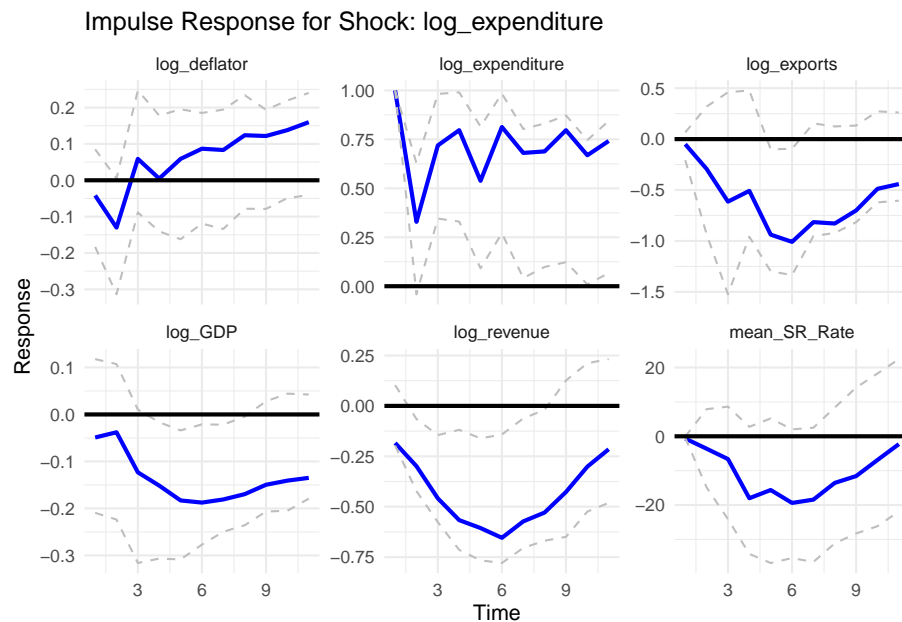 Impulse Response for Shock: log_expenditure
log_deflator
log_expenditure
log_exports
0.2
0.1
0.0
−0.1
−0.2
−0.3
1.00
0.75
0.50
0.25
0.00
0.5
0.0
−0.5
−1.0
−1.5
log_GDP
log_revenue
mean_SR_Rate
0.1
0.0
−0.1
−0.2
−0.3
0.25
0.00
−0.25
−0.50
−0.75
20
0
−20
3 6 9
3 6 9
3 6 9
Response
Time